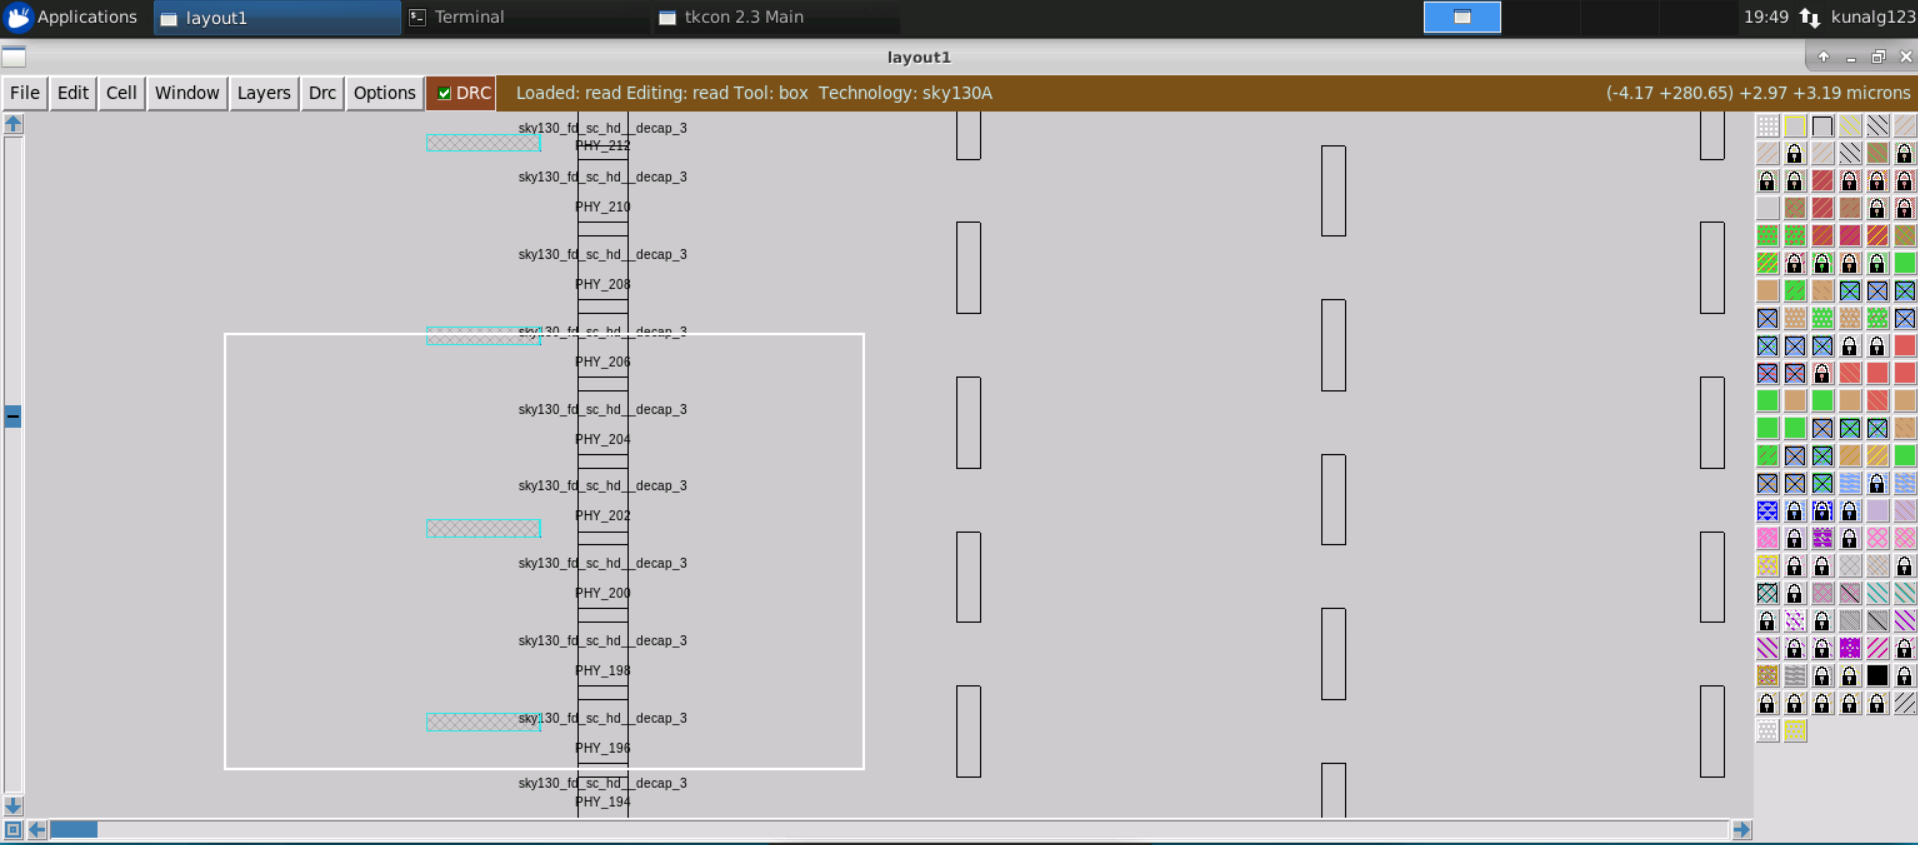 Applications layout1 Terminal tkcon 2.3 Main 19:49 kunalg123
layout1
File Edit Cell Window Layers Drc Options DRC Loaded: read Editing: read Tool: box Technology: sky130A (-4.17 +280.65) +2.97 +3.19 microns
sky130_fd_sc_hd__decap_3
PHY_212
sky130_fd_sc_hd__decap_3
PHY_210
sky130_fd_sc_hd__decap_3
PHY_208
sky130_fd_sc_hd__decap_3
PHY_206
sky130_fd_sc_hd__decap_3
PHY_204
sky130_fd_sc_hd__decap_3
PHY_202
sky130_fd_sc_hd__decap_3
PHY_200
sky130_fd_sc_hd__decap_3
PHY_198
sky130_fd_sc_hd__decap_3
PHY_196
sky130_fd_sc_hd__decap_3
PHY_194